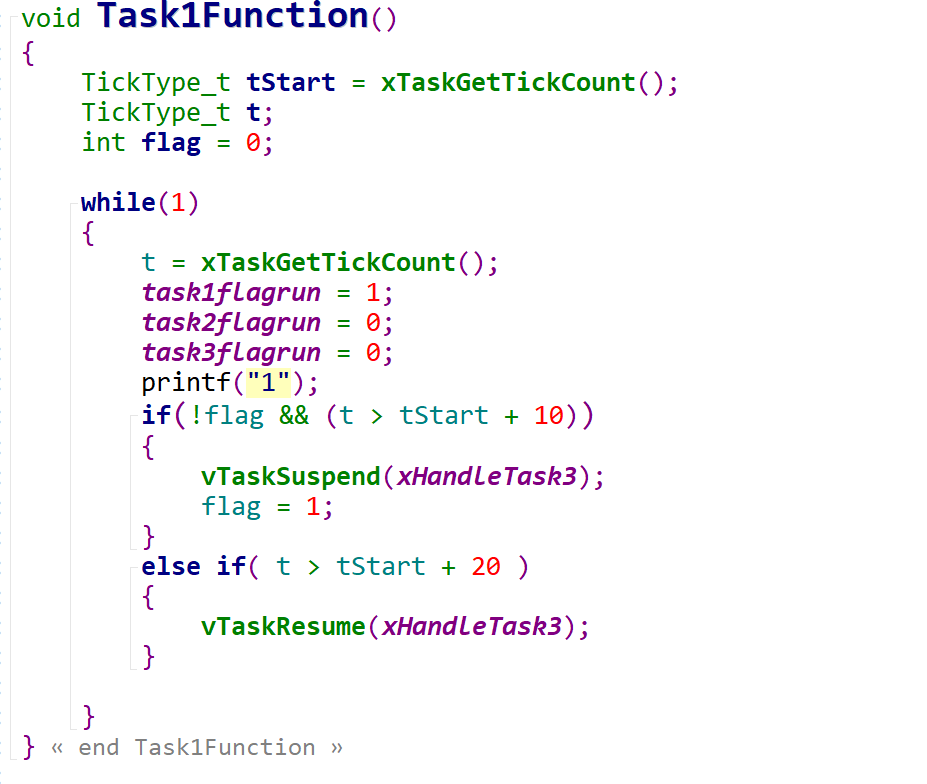 void Task1Function()
{
    TickType_t tStart = xTaskGetTickCount();
    TickType_t t;
    int flag = 0;

    while(1)
    {
        t = xTaskGetTickCount();
        task1flagrun = 1;
        task2flagrun = 0;
        task3flagrun = 0;
        printf("1");
        if(!flag && (t > tStart + 10))
        {
            vTaskSuspend(xHandleTask3);
            flag = 1;
        }
        else if( t > tStart + 20 )
        {
            vTaskResume(xHandleTask3);
        }

    }
} « end Task1Function »